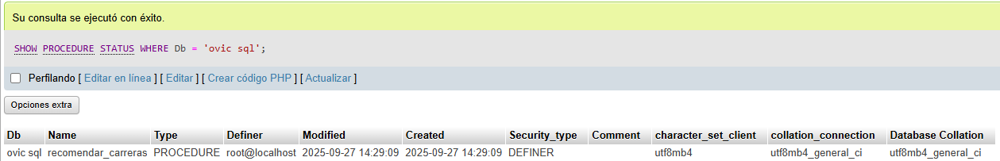 Su consulta se ejecutó con éxito.
SHOW PROCEDURE STATUS WHERE Db = 'ovic sql';
Perfilando [ Editar en línea ] [ Editar ] [ Crear código PHP ] [ Actualizar ]
Opciones extra
Db Name Type Definer Modified Created Security_type Comment character_set_client collation_connection Database Collation
ovic sql recomendar_carreras PROCEDURE root@localhost 2025-09-27 14:29:09 2025-09-27 14:29:09 DEFINER utf8mb4 utf8mb4_general_ci utf8mb4_general_ci